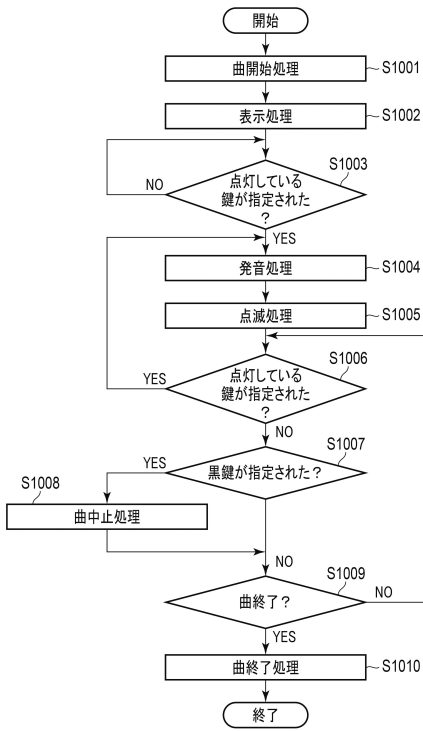 開始
曲開始処理
S1001
表示処理
S1002
S1003
点灯している
鍵が指定された
？
NO
YES
発音処理
S1004
点滅処理
S1005
S1006
点灯している
鍵が指定された
？
YES
NO
S1007
黒鍵が指定された？
YES
S1008
曲中止処理
NO
S1009
曲終了？
NO
YES
曲終了処理
S1010
終了